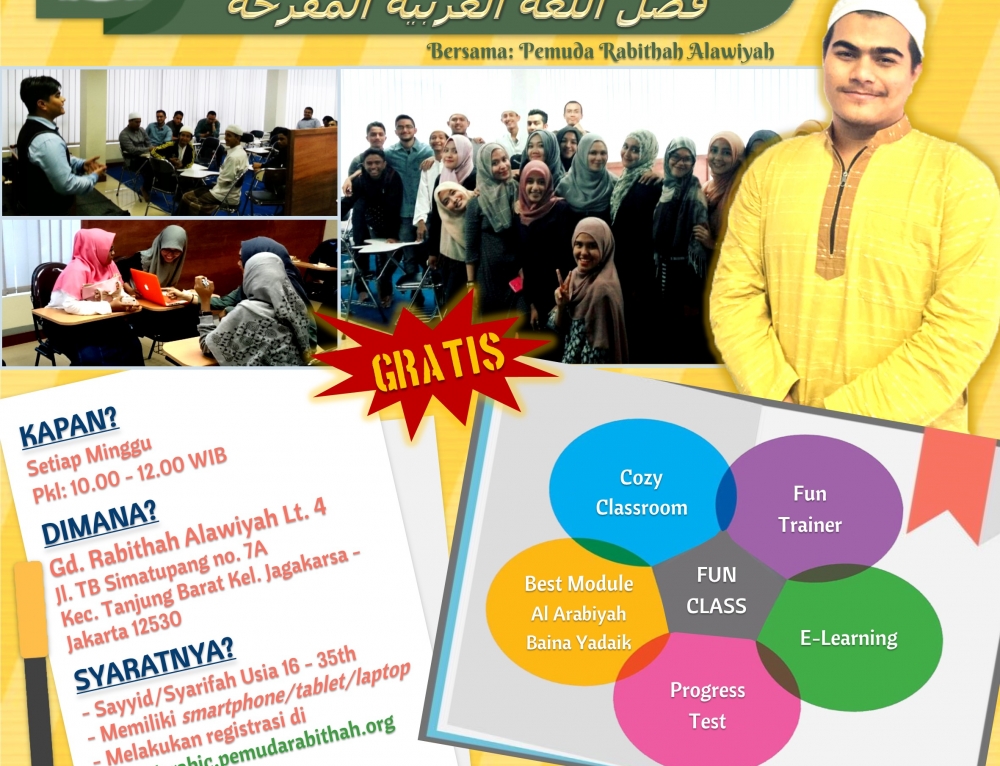 فصل اللغة العربية المفرحة
Bersama: Pemuda Rabithah Alawiyah
GRATIS
KAPAN?
Setiap Minggu
Pkl: 10.00 - 12.00 WIB
DIMANA?
Gd. Rabithah Alawiyah Lt. 4
Jl. TB Simatupang no. 7A
Kec. Tanjung Barat Kel. Jagakarsa -
Jakarta 12530
SYARATNYA?
- Sayyid/Syarifah Usia 16 - 35th
- Memiliki smartphone/tablet/laptop
- Melakukan registrasi di
Cozy
Classroom
Fun
Trainer
Best Module
Al Arabiyah
Baina Yadaik
FUN
CLASS
E-Learning
Progress
Test